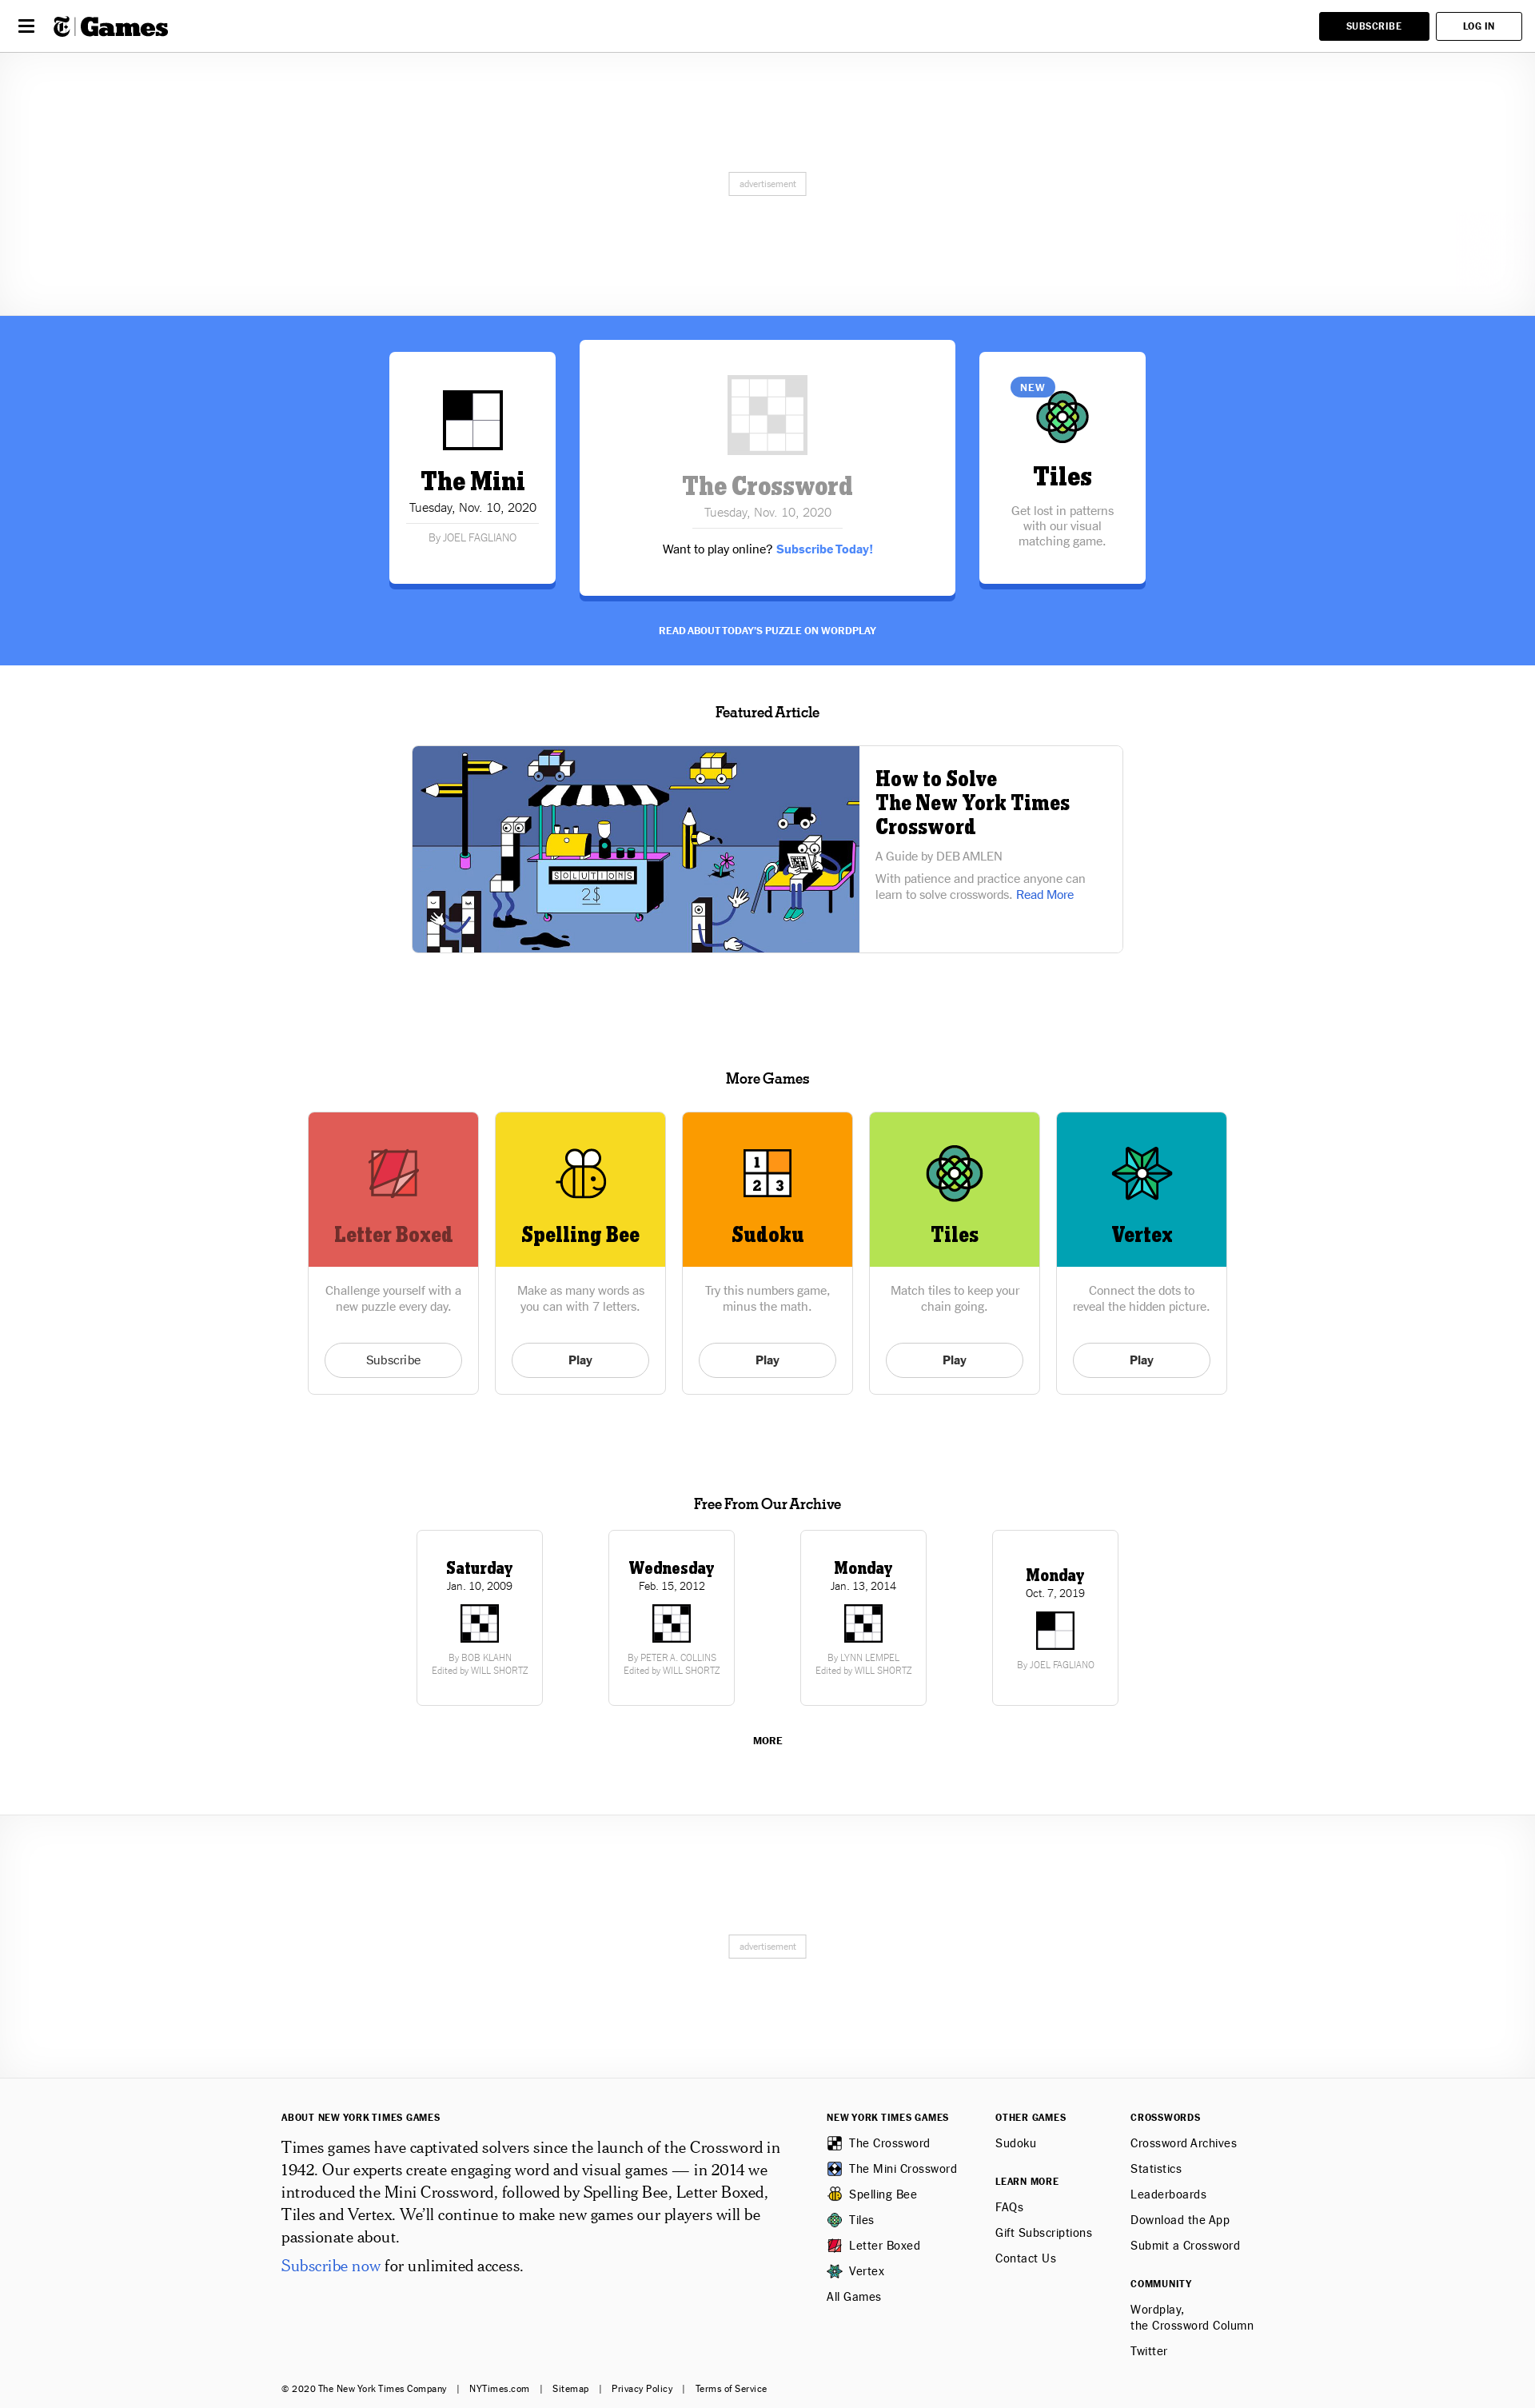 Games
SUBSCRIBE
LOG IN
advertisement
The Mini
Tuesday, Nov. 10, 2020
By JOEL FAGLIANO
The Crossword
Tuesday, Nov. 10, 2020
Want to play online? Subscribe Today!
NEW
Tiles
Get lost in patterns
with our visual
matching game.
READ ABOUT TODAY'S PUZZLE ON WORDPLAY
Featured Article
SOLUTIONS
2$
How to Solve
The New York Times
Crossword
A Guide by DEB AMLEN
With patience and practice anyone can
learn to solve crosswords. Read More
More Games
Letter Boxed
Challenge yourself with a
new puzzle every day.
Subscribe
Spelling Bee
Make as many words as
you can with 7 letters.
Play
1
2 3
Sudoku
Try this numbers game,
minus the math.
Play
Tiles
Match tiles to keep your
chain going.
Play
Vertex
Connect the dots to
reveal the hidden picture.
Play
Free From Our Archive
Saturday
Jan. 10, 2009
By BOB KLAHN
Edited by WILL SHORTZ
Wednesday
Feb. 15, 2012
By PETER A. COLLINS
Edited by WILL SHORTZ
Monday
Jan. 13, 2014
By LYNN LEMPEL
Edited by WILL SHORTZ
Monday
Oct. 7, 2019
By JOEL FAGLIANO
MORE
advertisement
ABOUT NEW YORK TIMES GAMES
Times games have captivated solvers since the launch of the Crossword in
1942. Our experts create engaging word and visual games — in 2014 we
introduced the Mini Crossword, followed by Spelling Bee, Letter Boxed,
Tiles and Vertex. We'll continue to make new games our players will be
passionate about.
Subscribe now for unlimited access.
NEW YORK TIMES GAMES
The Crossword
The Mini Crossword
Spelling Bee
Tiles
Letter Boxed
Vertex
All Games
OTHER GAMES
Sudoku
LEARN MORE
FAQs
Gift Subscriptions
Contact Us
CROSSWORDS
Crossword Archives
Statistics
Leaderboards
Download the App
Submit a Crossword
COMMUNITY
Wordplay,
the Crossword Column
Twitter
© 2020 The New York Times Company | NYTimes.com | Sitemap | Privacy Policy | Terms of Service